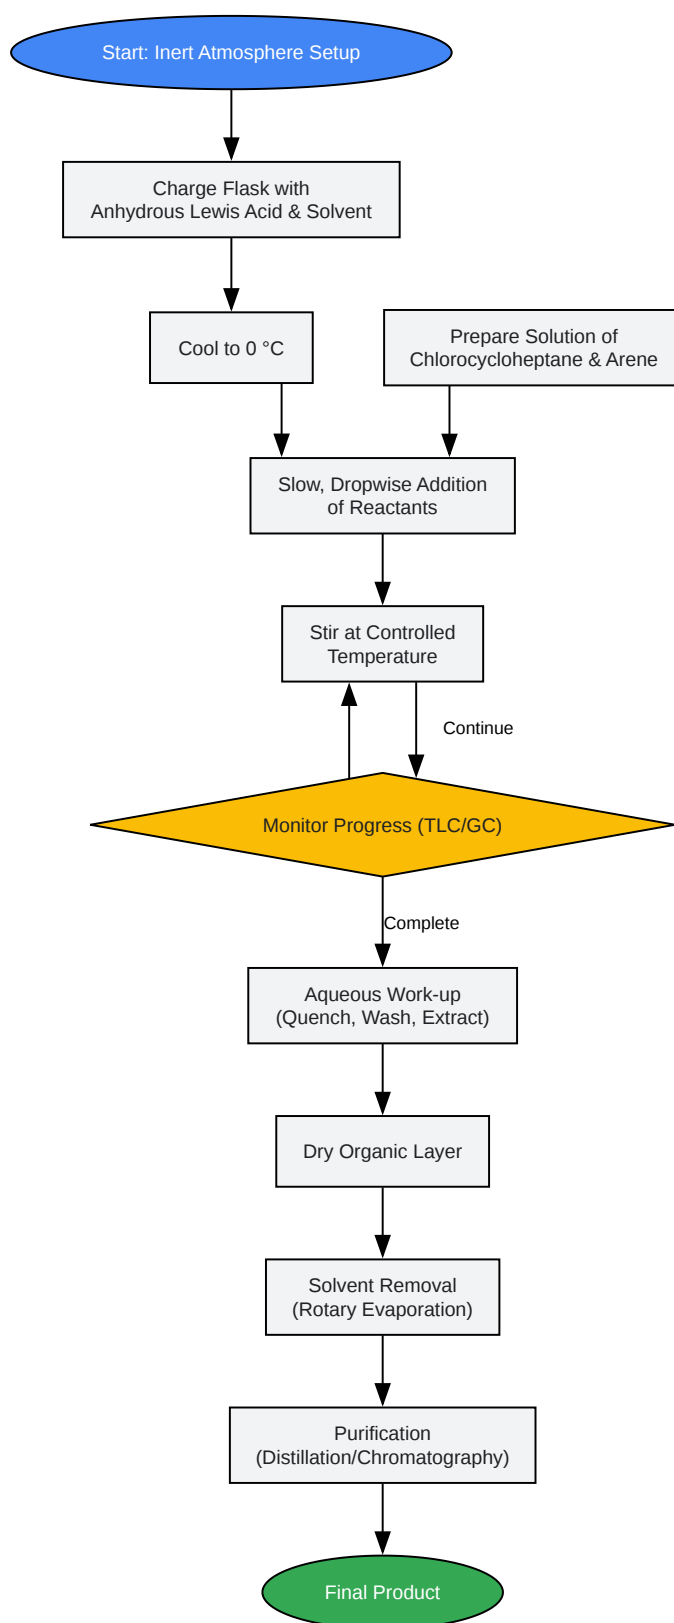 Start: Inert Atmosphere Setup
Charge Flask with
Anhydrous Lewis Acid & Solvent
Cool to 0 °C
Prepare Solution of
Chlorocycloheptane & Arene
Slow, Dropwise Addition
of Reactants
Stir at Controlled
Temperature
Continue
Monitor Progress (TLC/GC)
Complete
Aqueous Work-up
(Quench, Wash, Extract)
Dry Organic Layer
Solvent Removal
(Rotary Evaporation)
Purification
(Distillation/Chromatography)
Final Product